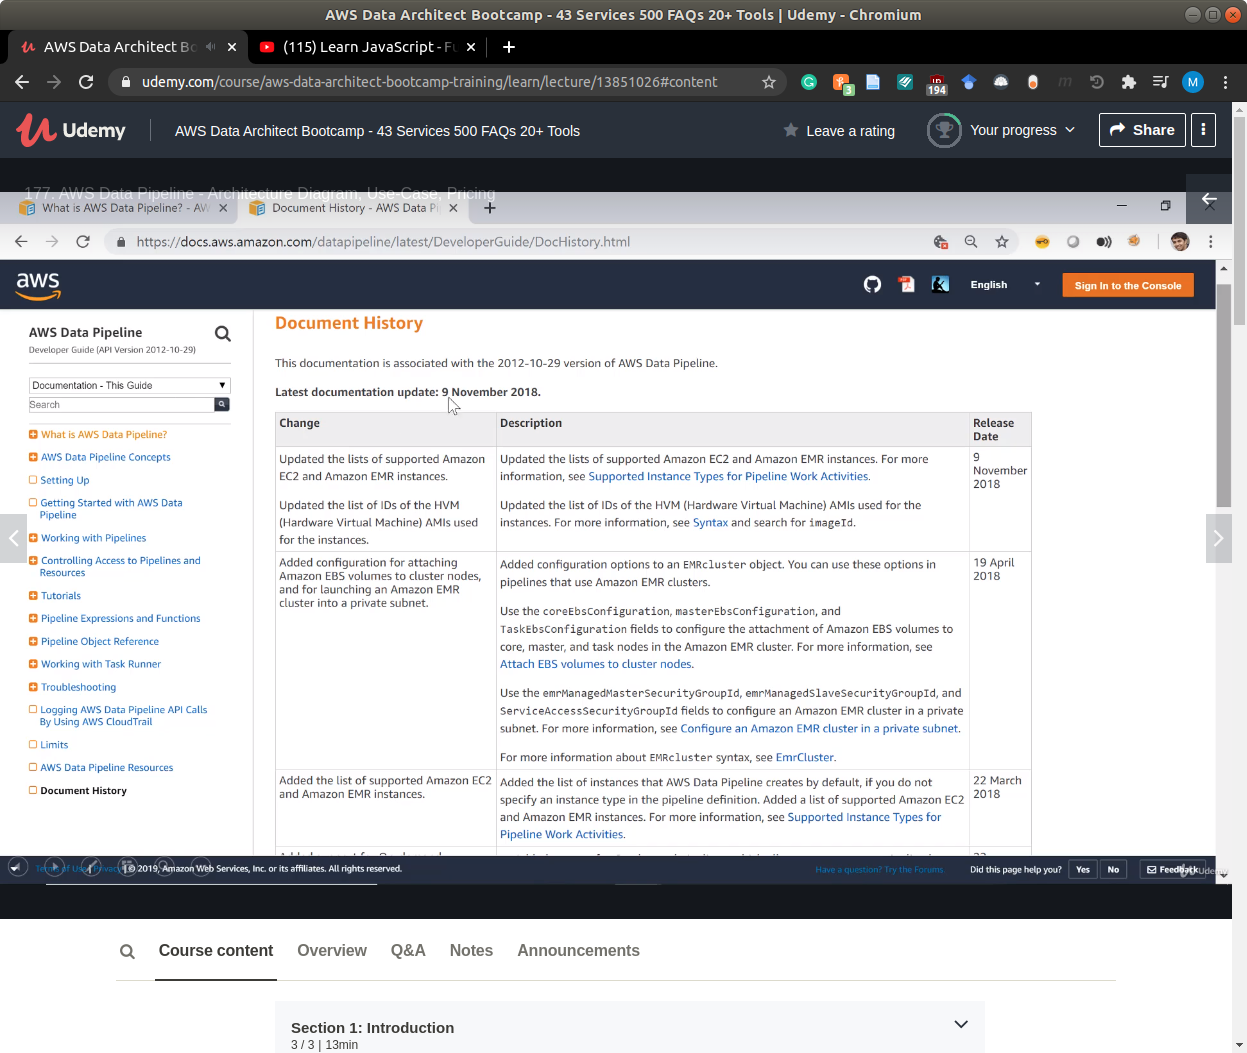 AWS Data Architect Bootcamp - 43 Services 500 FAQs 20+ Tools | Udemy - Chromium
AWS Data Architect Bo
(115) Learn JavaScript - Fu
udemy.com/course/aws-data-architect-bootcamp-training/learn/lecture/13851026#content
3
194
M
Udemy
AWS Data Architect Bootcamp - 43 Services 500 FAQs 20+ Tools
Leave a rating
Your progress
Share
177. AWS Data Pipeline - Architecture Diagram, Use-Case, Pricing
What is AWS Data Pipeline? - AW
Document History - AWS Data Pi
https://docs.aws.amazon.com/datapipeline/latest/DeveloperGuide/DocHistory.html
aws
English
Sign In to the Console
AWS Data Pipeline
Developer Guide (API Version 2012-10-29)
Documentation - This Guide
Search
What is AWS Data Pipeline?
AWS Data Pipeline Concepts
Setting Up
Getting Started with AWS Data
Pipeline
Working with Pipelines
Controlling Access to Pipelines and
Resources
Tutorials
Pipeline Expressions and Functions
Pipeline Object Reference
Working with Task Runner
Troubleshooting
Logging AWS Data Pipeline API Calls
By Using AWS CloudTrail
Limits
AWS Data Pipeline Resources
Document History
Document History
This documentation is associated with the 2012-10-29 version of AWS Data Pipeline.
Latest documentation update: 9 November 2018.
Change
Description
Release
Date
Updated the lists of supported Amazon
EC2 and Amazon EMR instances.
Updated the list of IDs of the HVM
(Hardware Virtual Machine) AMIs used
for the instances.
Updated the lists of supported Amazon EC2 and Amazon EMR instances. For more
information, see Supported Instance Types for Pipeline Work Activities.
Updated the list of IDs of the HVM (Hardware Virtual Machine) AMIs used for the
instances. For more information, see Syntax and search for imageId.
9
November
2018
Added configuration for attaching
Amazon EBS volumes to cluster nodes,
and for launching an Amazon EMR
cluster into a private subnet.
Added configuration options to an EMRcluster object. You can use these options in
pipelines that use Amazon EMR clusters.
Use the coreEbsConfiguration, masterEbsConfiguration, and
TaskEbsConfiguration fields to configure the attachment of Amazon EBS volumes to
core, master, and task nodes in the Amazon EMR cluster. For more information, see
Attach EBS volumes to cluster nodes.
Use the emrManagedMasterSecurityGroupId, emrManagedSlaveSecurityGroupId, and
ServiceAccessSecurityGroupId fields to configure an Amazon EMR cluster in a private
subnet. For more information, see Configure an Amazon EMR cluster in a private subnet.
For more information about EMRcluster syntax, see EmrCluster.
19 April
2018
Added the list of supported Amazon EC2
and Amazon EMR instances.
Added the list of instances that AWS Data Pipeline creates by default, if you do not
specify an instance type in the pipeline definition. Added a list of supported Amazon EC2
and Amazon EMR instances. For more information, see Supported Instance Types for
Pipeline Work Activities.
22 March
2018
Terms of Use | Privacy | © 2019, Amazon Web Services, Inc. or its affiliates. All rights reserved.
Have a question? Try the Forums
Did this page help you?
Yes
No
Feedback
Udemy
Course content
Overview
Q&A
Notes
Announcements
Section 1: Introduction
3 / 3 | 13min